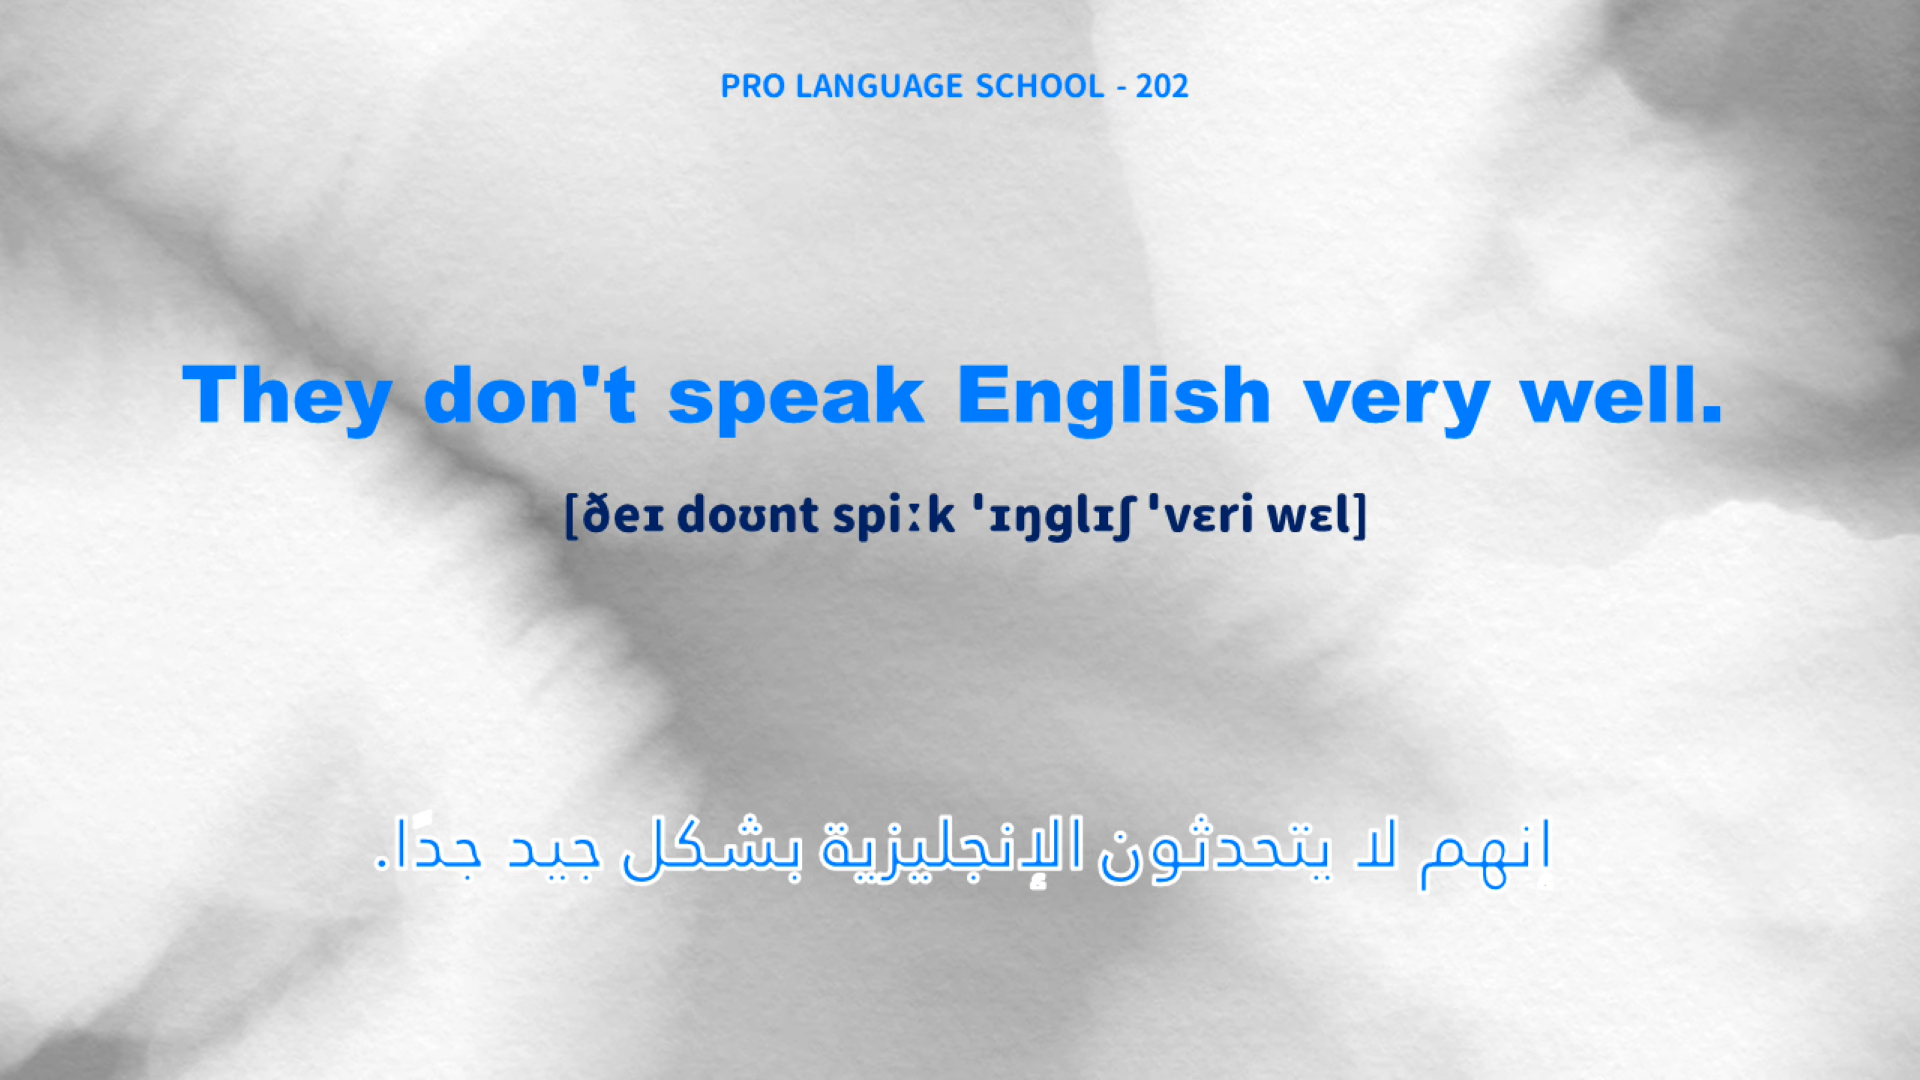 PRO LANGUAGE SCHOOL - 202
They don't speak English very well.
[ðeɪ doʊnt spiːk ˈɪŋglɪʃ ˈvɛri wɛl]
إنهم لا يتحدثون الإنجليزية بشكل جيد جدًا.